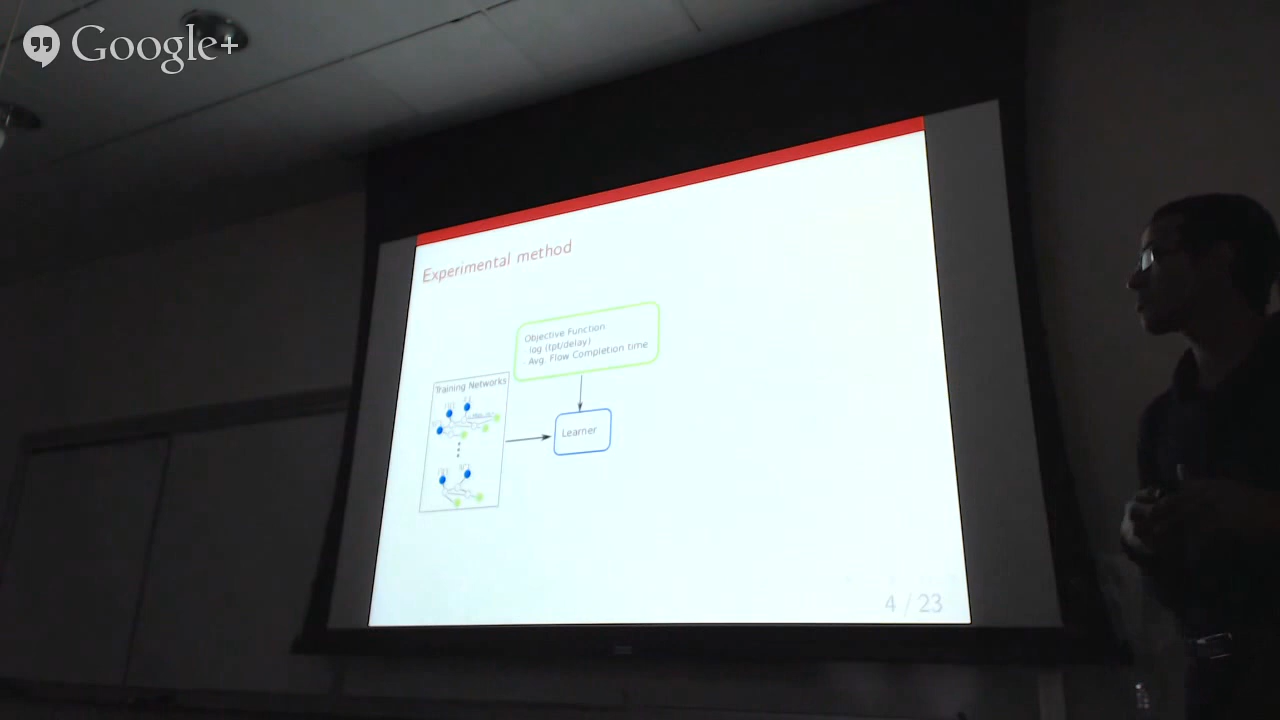 Google+
Experimental method
Objective Function
log (tpt/delay)
Avg. Flow Completion time
Training Networks
Learner
4 / 23